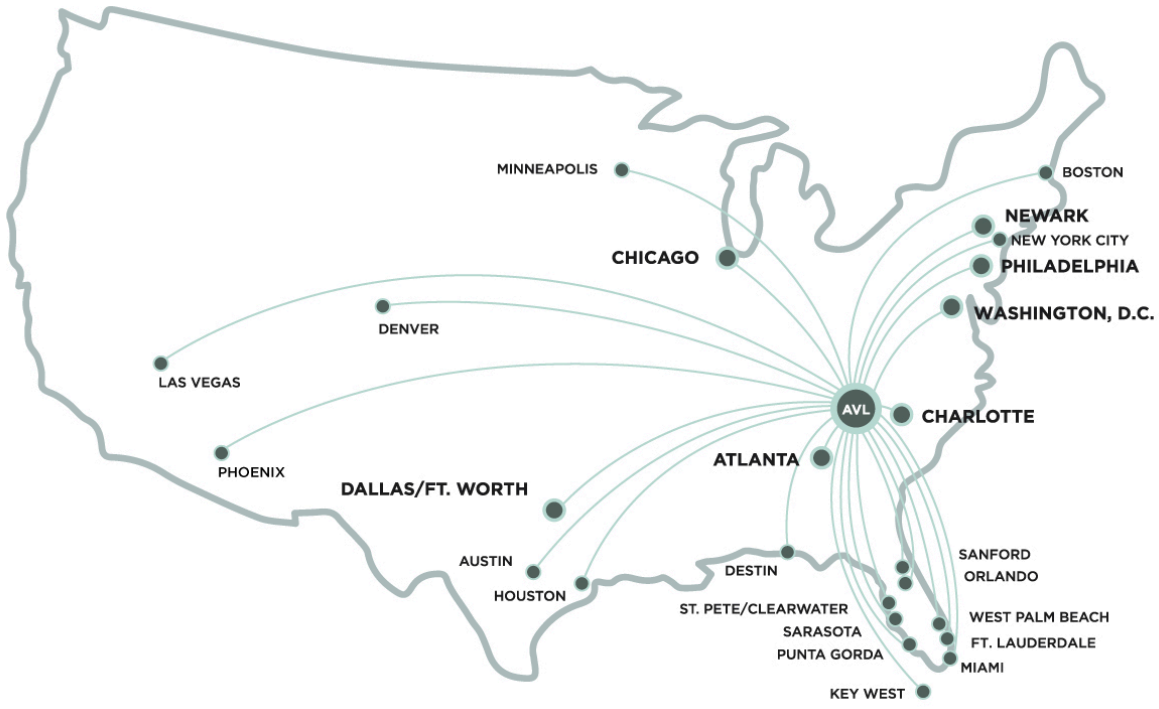 MINNEAPOLIS
BOSTON
NEWARK
NEW YORK CITY
CHICAGO
PHILADELPHIA
WASHINGTON, D.C.
DENVER
LAS VEGAS
AVL
CHARLOTTE
ATLANTA
PHOENIX
DALLAS/FT. WORTH
AUSTIN
HOUSTON
DESTIN
SANFORD
ORLANDO
ST. PETE/CLEARWATER
SARASOTA
PUNTA GORDA
WEST PALM BEACH
FT. LAUDERDALE
MIAMI
KEY WEST